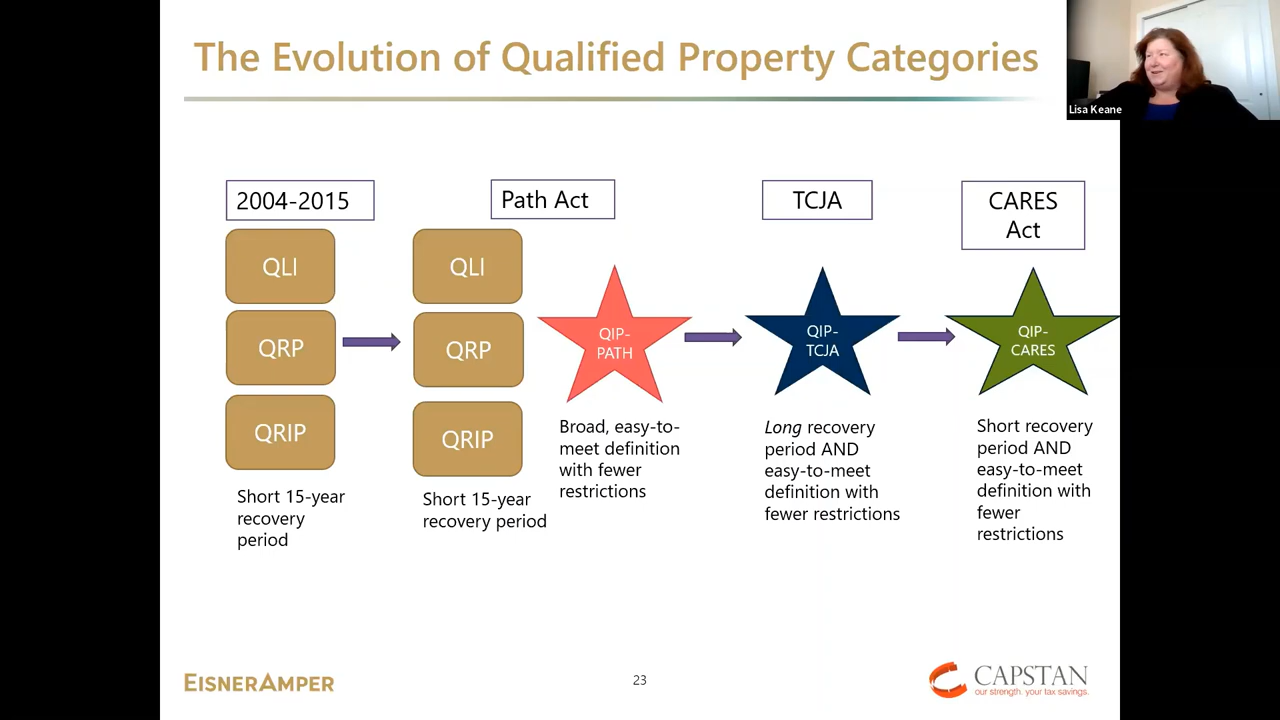 The Evolution of Qualified Property Categories
Lisa Keane
2004-2015
QLI
QRP
QRIP
Short 15-year
recovery
period
Path Act
QLI
QRP
QRIP
Short 15-year
recovery period
QIP-
PATH
Broad, easy-to-
meet definition
with fewer
restrictions
TCJA
QIP-
TCJA
Long recovery
period AND
easy-to-meet
definition with
fewer restrictions
CARES
Act
QIP-
CARES
Short recovery
period AND
easy-to-meet
definition with
fewer
restrictions
EISNERAMPER
23
CAPSTAN
our strength. your tax savings.